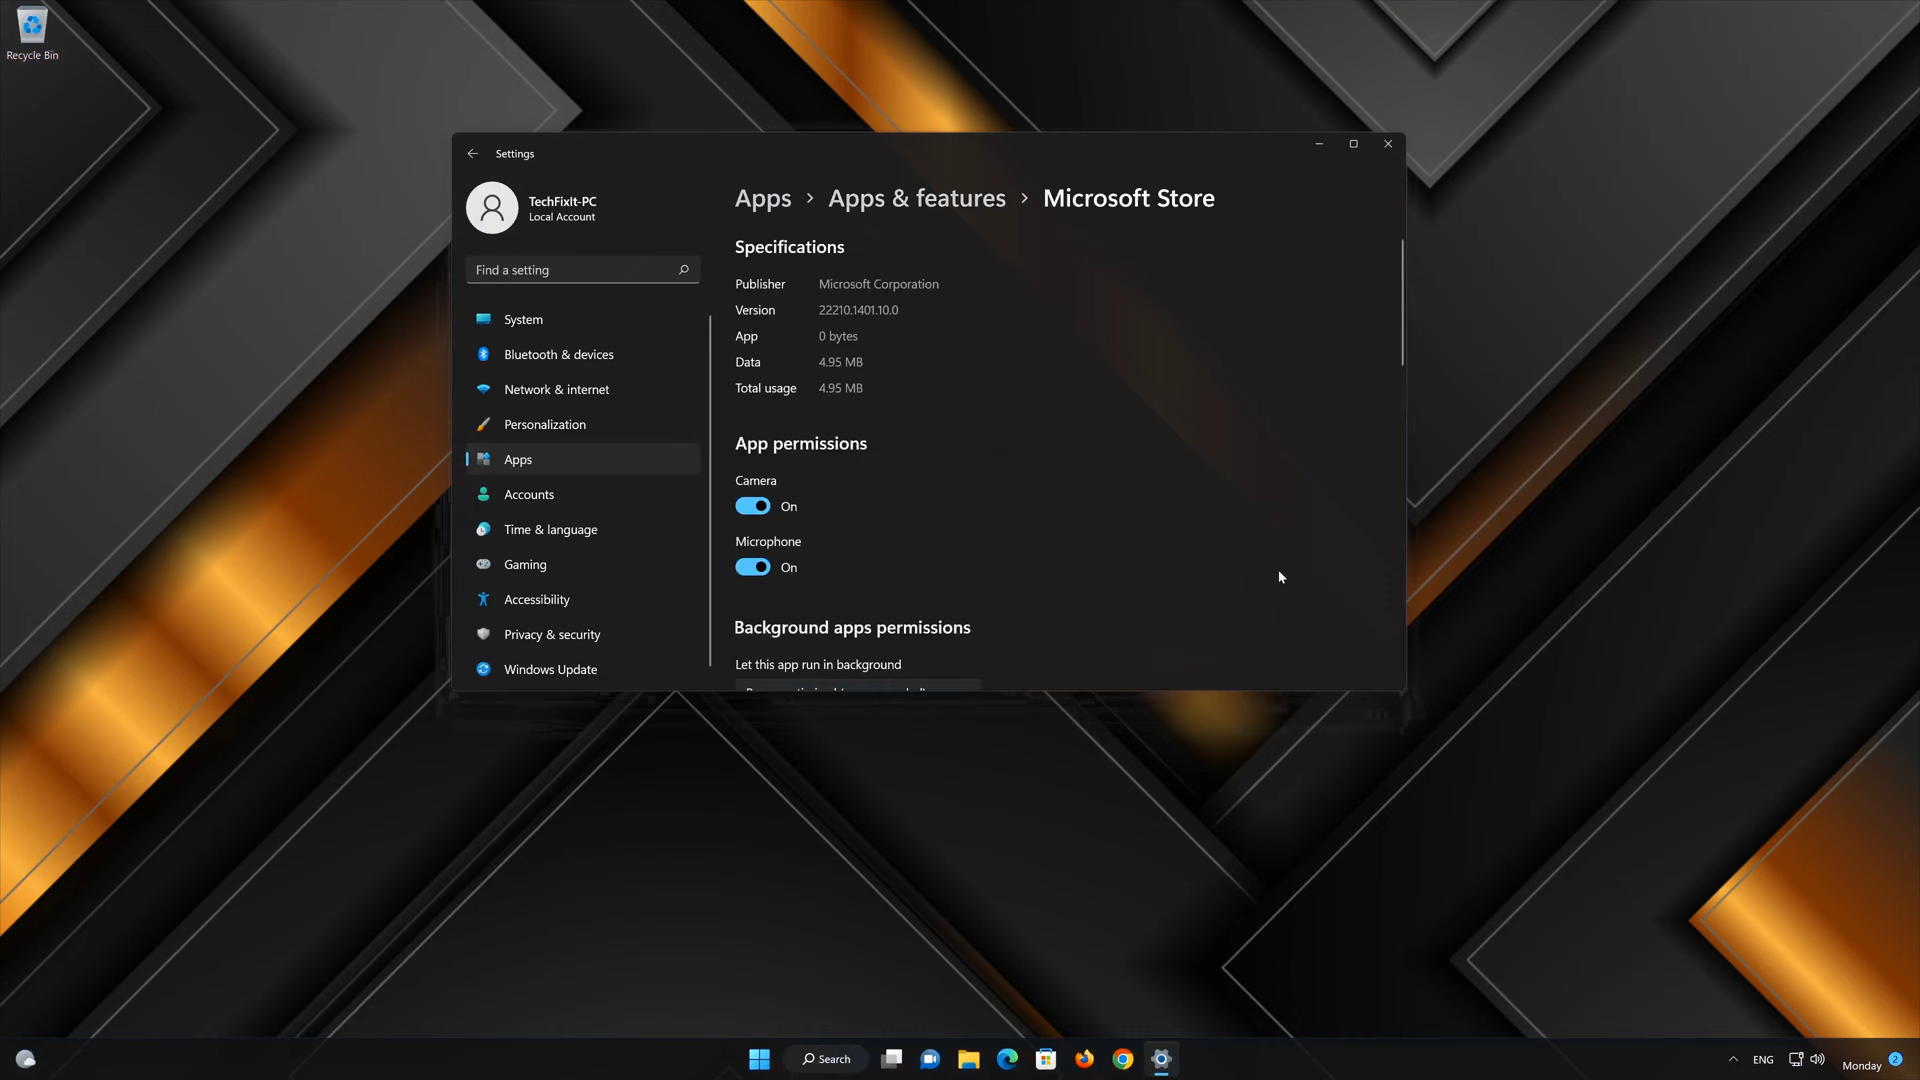 Recycle Bin
Settings
TechFixIt-PC
Local Account
Find a setting
System
Bluetooth & devices
Network & internet
Personalization
Apps
Accounts
Time & language
Gaming
Accessibility
Privacy & security
Windows Update
Apps > Apps & features > Microsoft Store
Specifications
Publisher Microsoft Corporation
Version 22210.1401.10.0
App 0 bytes
Data 4.95 MB
Total usage 4.95 MB
App permissions
Camera
On
Microphone
On
Background apps permissions
Let this app run in background
Search
ENG
Monday
2